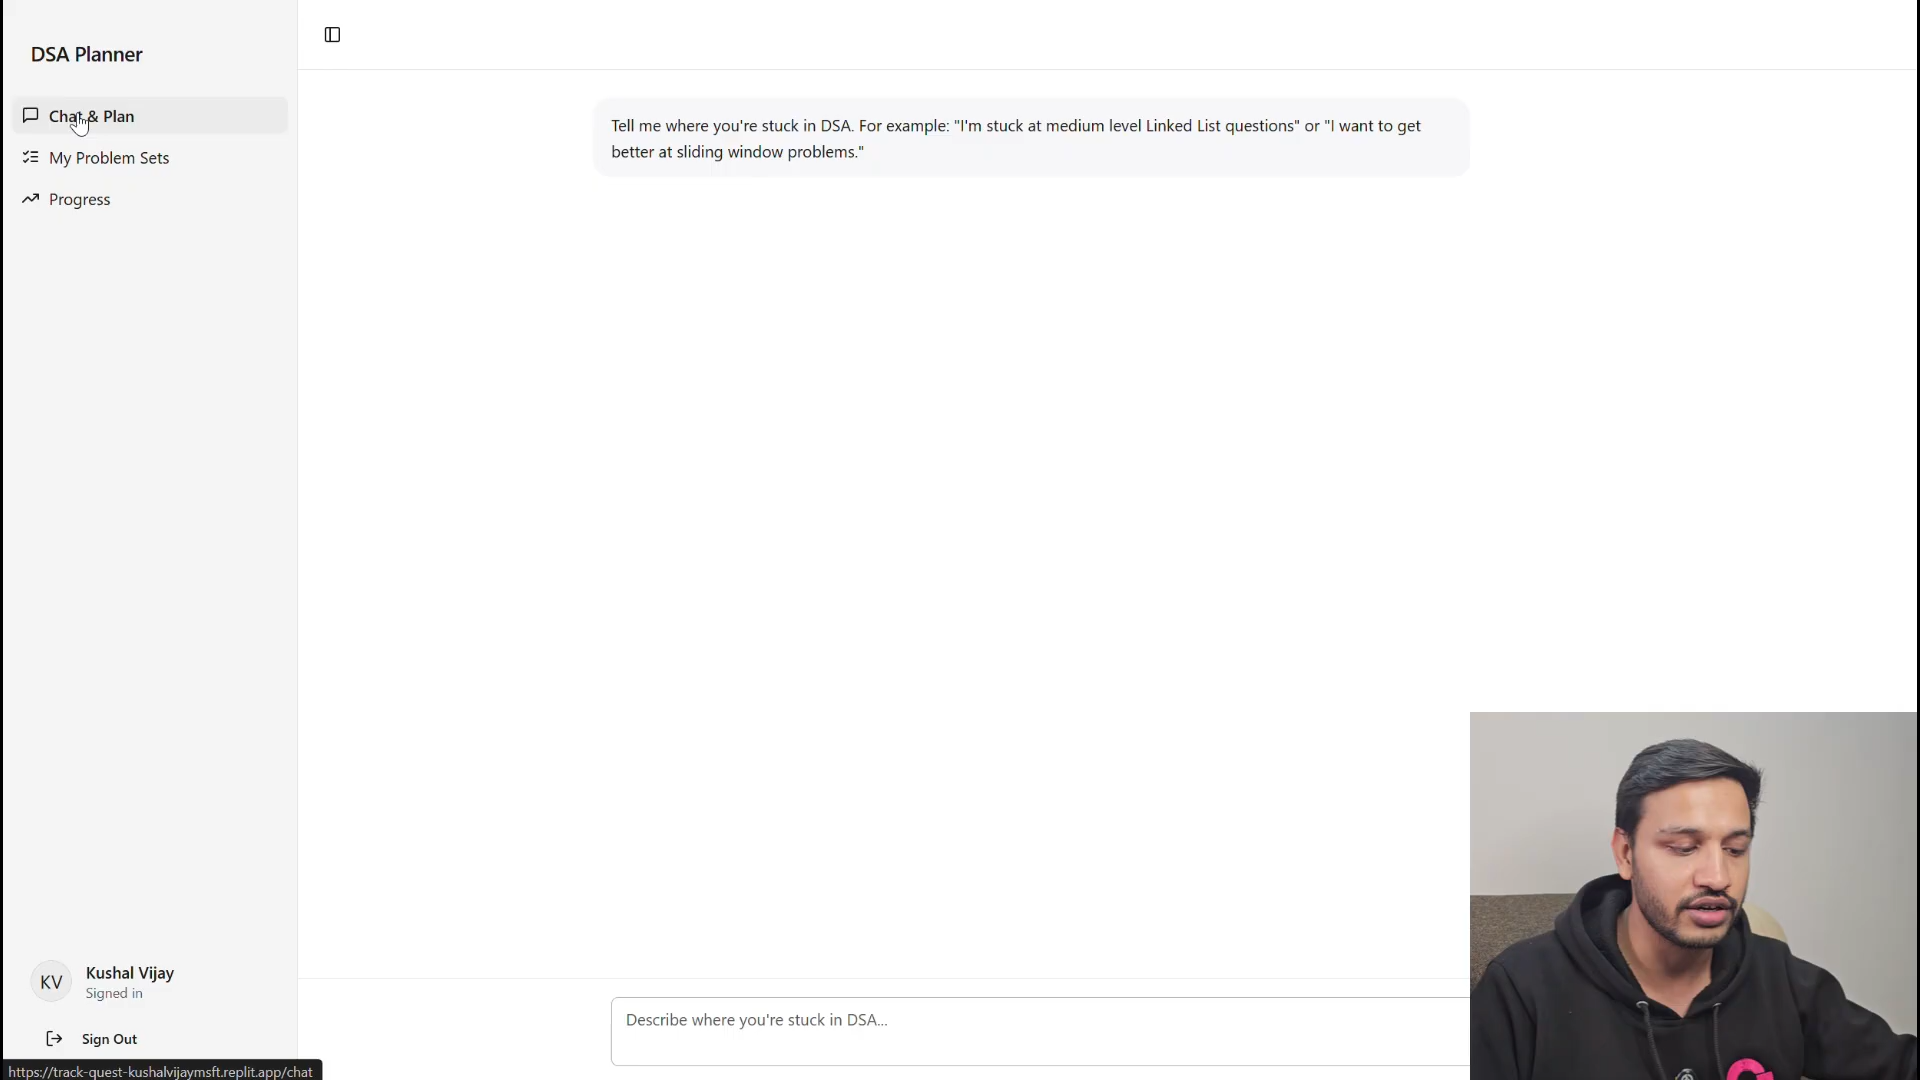 DSA Planner
Chat & Plan
My Problem Sets
Progress
Tell me where you're stuck in DSA. For example: "I'm stuck at medium level Linked List questions" or "I want to get
better at sliding window problems."
Describe where you're stuck in DSA...
KV
Kushal Vijay
Signed in
Sign Out
https://track-quest-kushalvijaymsft.replit.app/chat